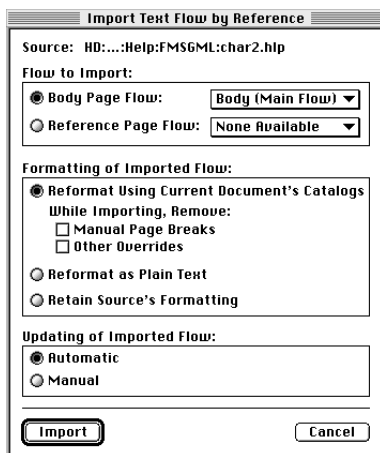 Import Text Flow by Reference
Source: HD:...:Help:FMSGML:char2.hlp
Flow to Import:
Body Page Flow: Body (Main Flow)
Reference Page Flow: None Available
Formatting of Imported Flow:
Reformat Using Current Document's Catalogs
While Importing, Remove:
Manual Page Breaks
Other Overrides
Reformat as Plain Text
Retain Source's Formatting
Updating of Imported Flow:
Automatic
Manual
Import Cancel